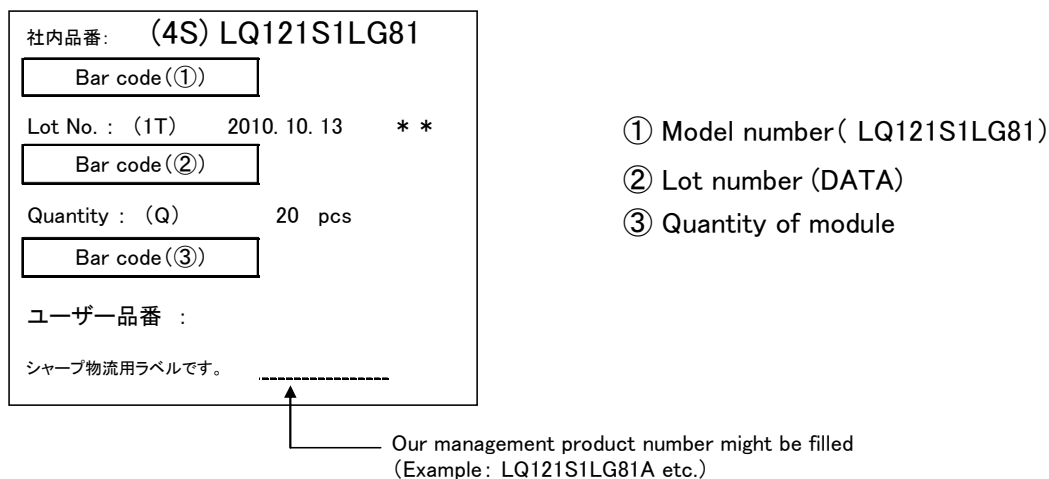 社内品番: (4S) LQ121S1LG81
Bar code(①)
Lot No. : (1T) 2010. 10. 13 * *
Bar code(②)
Quantity : (Q) 20 pcs
Bar code(③)
ユーザー品番 :
シャープ物流用ラベルです。
① Model number( LQ121S1LG81)
② Lot number (DATA)
③ Quantity of module
Our management product number might be filled
(Example: LQ121S1LG81A etc.)